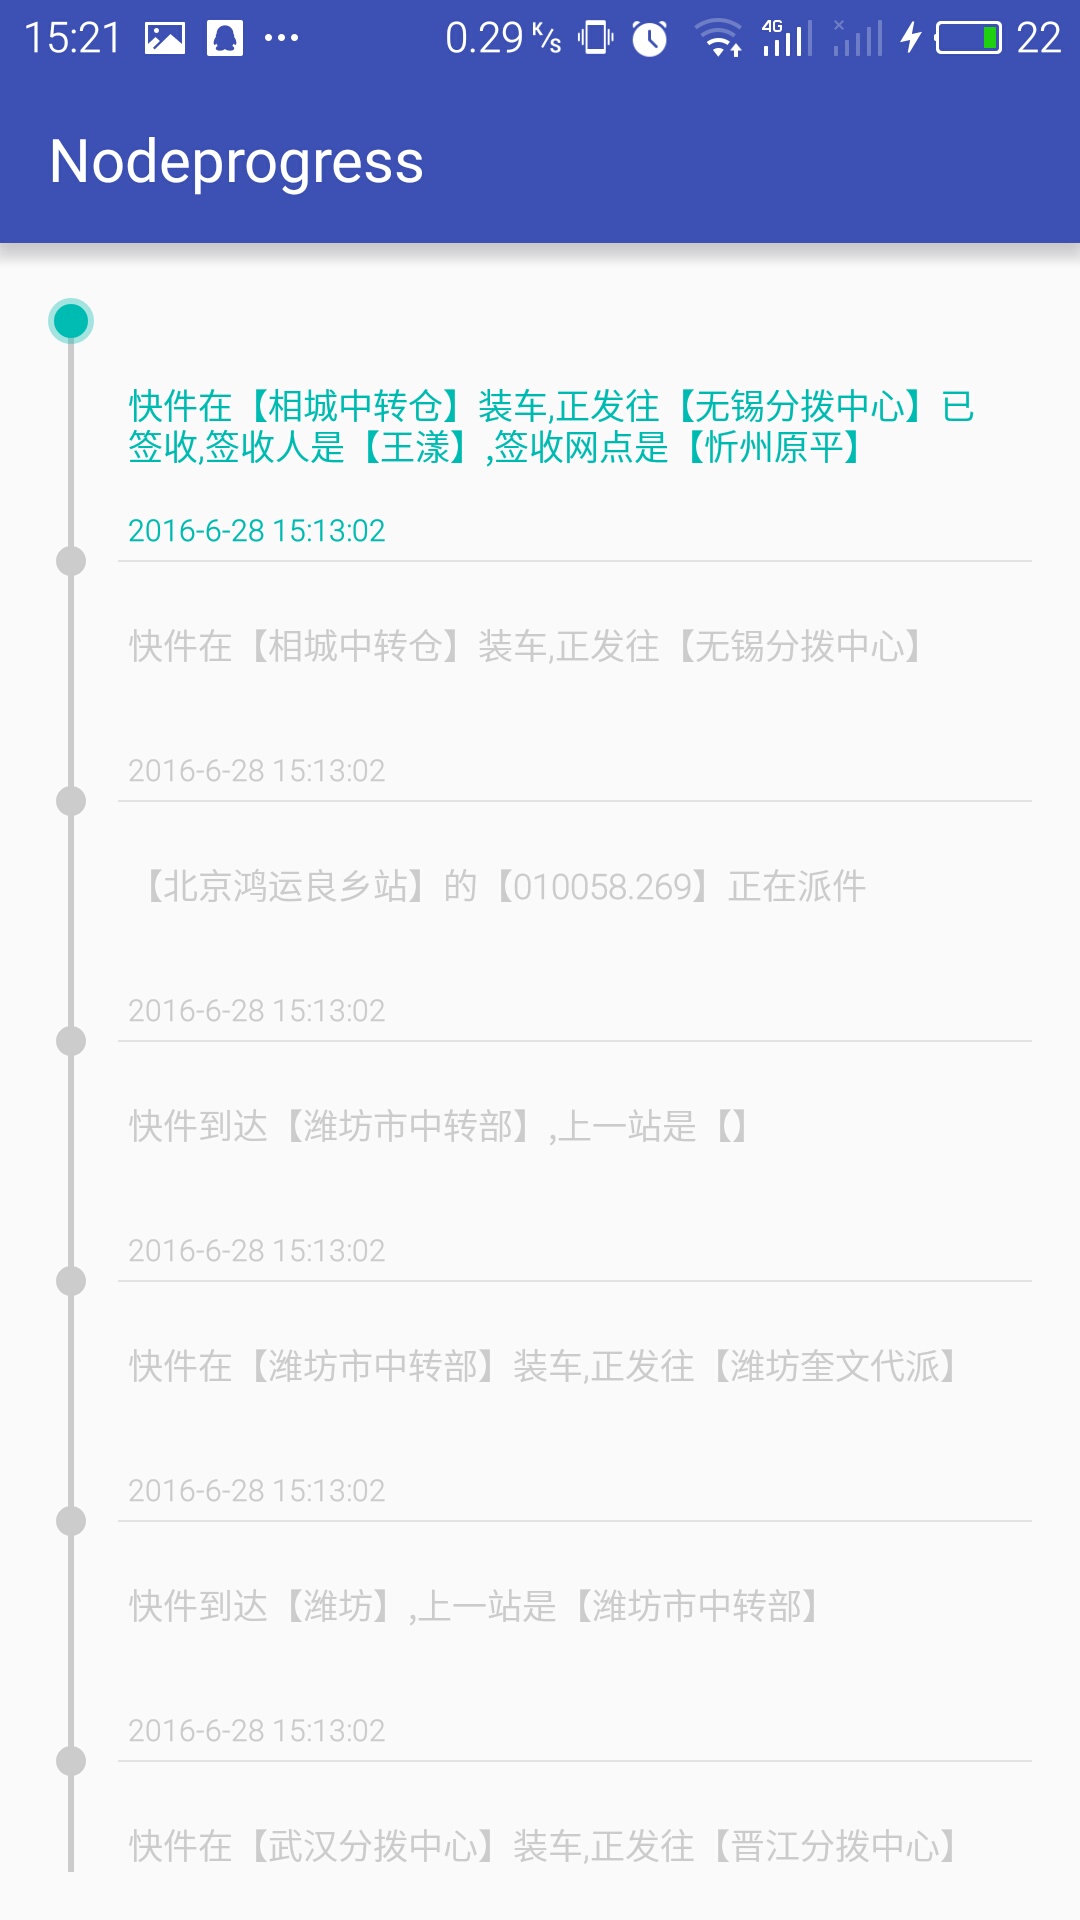 15:21 0.29 K/s 4G 22
Nodeprogress
快件在【相城中转仓】装车,正发往【无锡分拨中心】已
签收,签收人是【王漾】,签收网点是【忻州原平】
2016-6-28 15:13:02
快件在【相城中转仓】装车,正发往【无锡分拨中心】
2016-6-28 15:13:02
【北京鸿运良乡站】的【010058.269】正在派件
2016-6-28 15:13:02
快件到达【潍坊市中转部】,上一站是【】
2016-6-28 15:13:02
快件在【潍坊市中转部】装车,正发往【潍坊奎文代派】
2016-6-28 15:13:02
快件到达【潍坊】,上一站是【潍坊市中转部】
2016-6-28 15:13:02
快件在【武汉分拨中心】装车,正发往【晋江分拨中心】